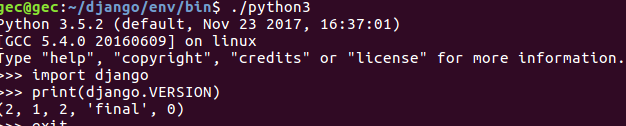 gec@gec:~/django/env/bin$ ./python3
Python 3.5.2 (default, Nov 23 2017, 16:37:01)
[GCC 5.4.0 20160609] on linux
Type "help", "copyright", "credits" or "license" for more information.
>>> import django
>>> print(django.VERSION)
(2, 1, 2, 'final', 0)
>>> exit